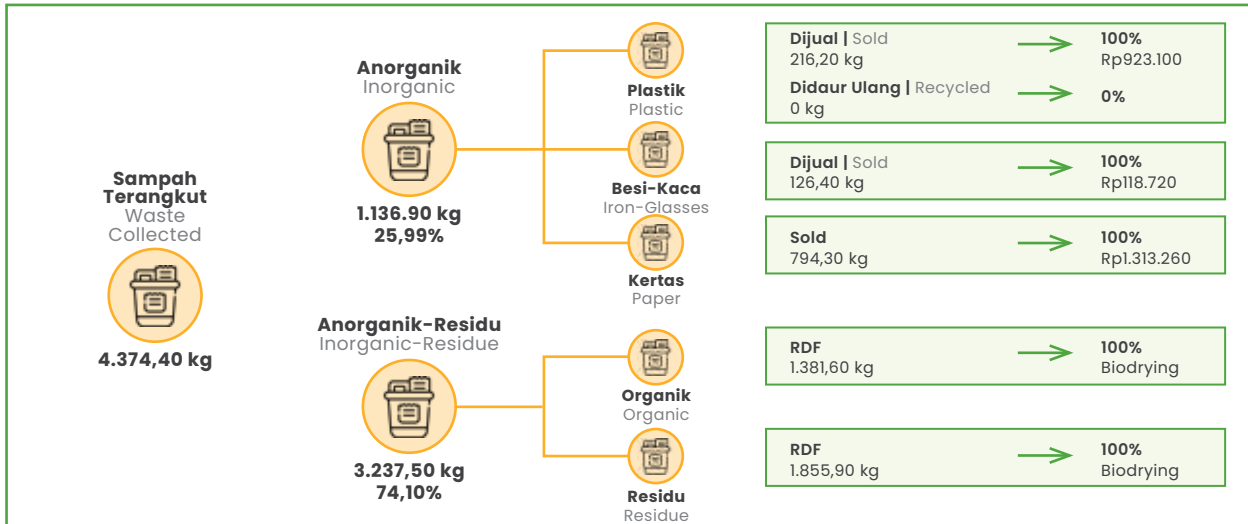 Sampah
Terangkut
Waste
Collected
4.374,40 kg
Anorganik
Inorganic
1.136.90 kg
25,99%
Plastik
Plastic
Dijual | Sold
216,20 kg
100%
Rp923.100
Didaur Ulang | Recycled
0 kg
0%
Besi-Kaca
Iron-Glasses
Dijual | Sold
126,40 kg
100%
Rp118.720
Kertas
Paper
Sold
794,30 kg
100%
Rp1.313.260
Anorganik-Residu
Inorganic-Residue
3.237,50 kg
74,10%
Organik
Organic
RDF
1.381,60 kg
100%
Biodrying
Residu
Residue
RDF
1.855,90 kg
100%
Biodrying